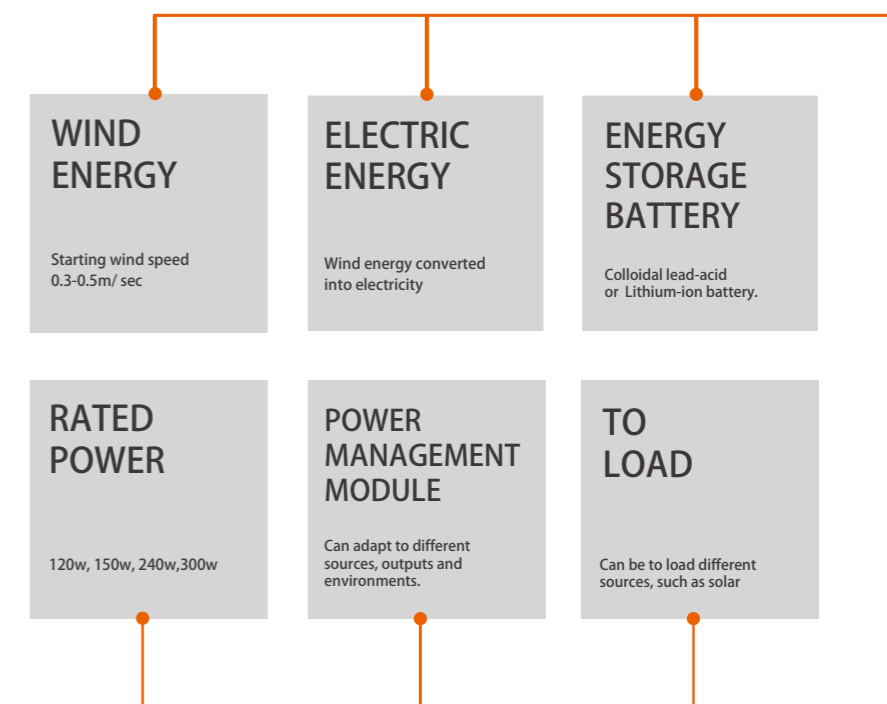 WIND
ENERGY
Starting wind speed
0.3-0.5m/ sec
ELECTRIC
ENERGY
Wind energy converted
into electricity
ENERGY
STORAGE
BATTERY
Colloidal lead-acid
or Lithium-ion battery.
RATED
POWER
120w, 150w, 240w,300w
POWER
MANAGEMENT
MODULE
Can adapt to different
sources, outputs and
environments.
TO
LOAD
Can be to load different
sources, such as solar